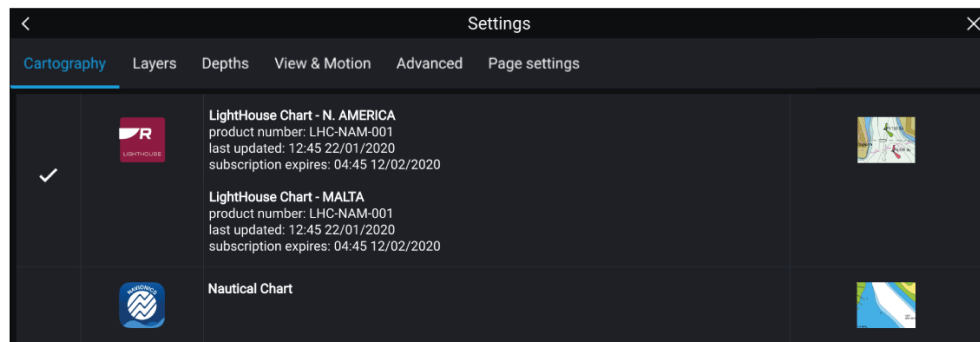 Settings
Cartography Layers Depths View & Motion Advanced Page settings
R
LIGHTHOUSE
LightHouse Chart - N. AMERICA
product number: LHC-NAM-001
last updated: 12:45 22/01/2020
subscription expires: 04:45 12/02/2020
LightHouse Chart - MALTA
product number: LHC-NAM-001
last updated: 12:45 22/01/2020
subscription expires: 04:45 12/02/2020
NAVIONICS
Nautical Chart